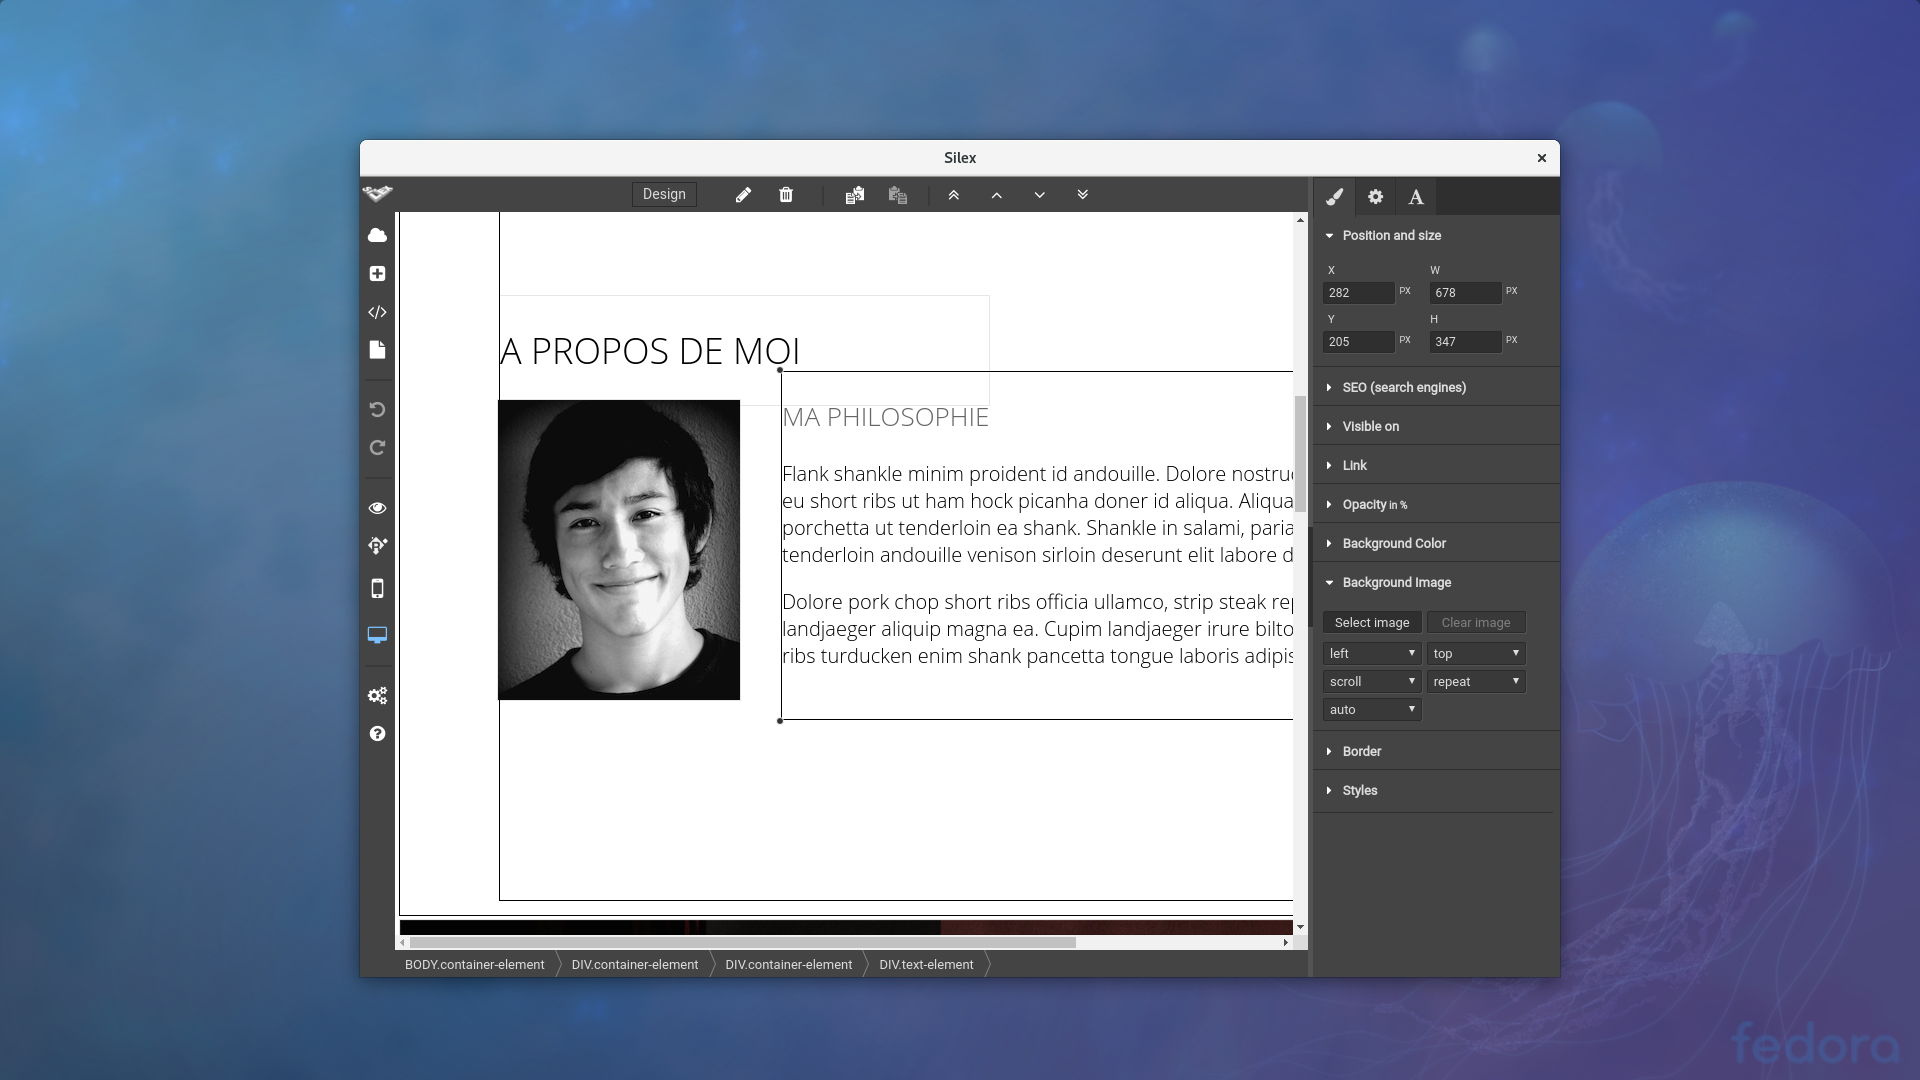 Silex
Design
Position and size
X
W
282
PX
678
PX
Y
H
205
PX
347
PX
SEO (search engines)
Visible on
Link
Opacity in %
Background Color
Background Image
Select image
Clear image
left
top
scroll
repeat
auto
Border
Styles
A PROPOS DE MOI
MA PHILOSOPHIE
Flank shankle minim proident id andouille. Dolore
eu short ribs ut ham hock picanha doner id aliqua. Aliqua
porchetta ut tenderloin ea shank. Shankle in salami,
tenderloin andouille venison sirloin deserunt elit labore
Dolore pork chop short ribs officia ullamco, strip steak
landjaeger aliquip magna ea. Cupim landjaeger irure
ribs turducken enim shank pancetta tongue laboris
BODY.container-element
DIV.container-element
DIV.container-element
DIV.text-element
fedora